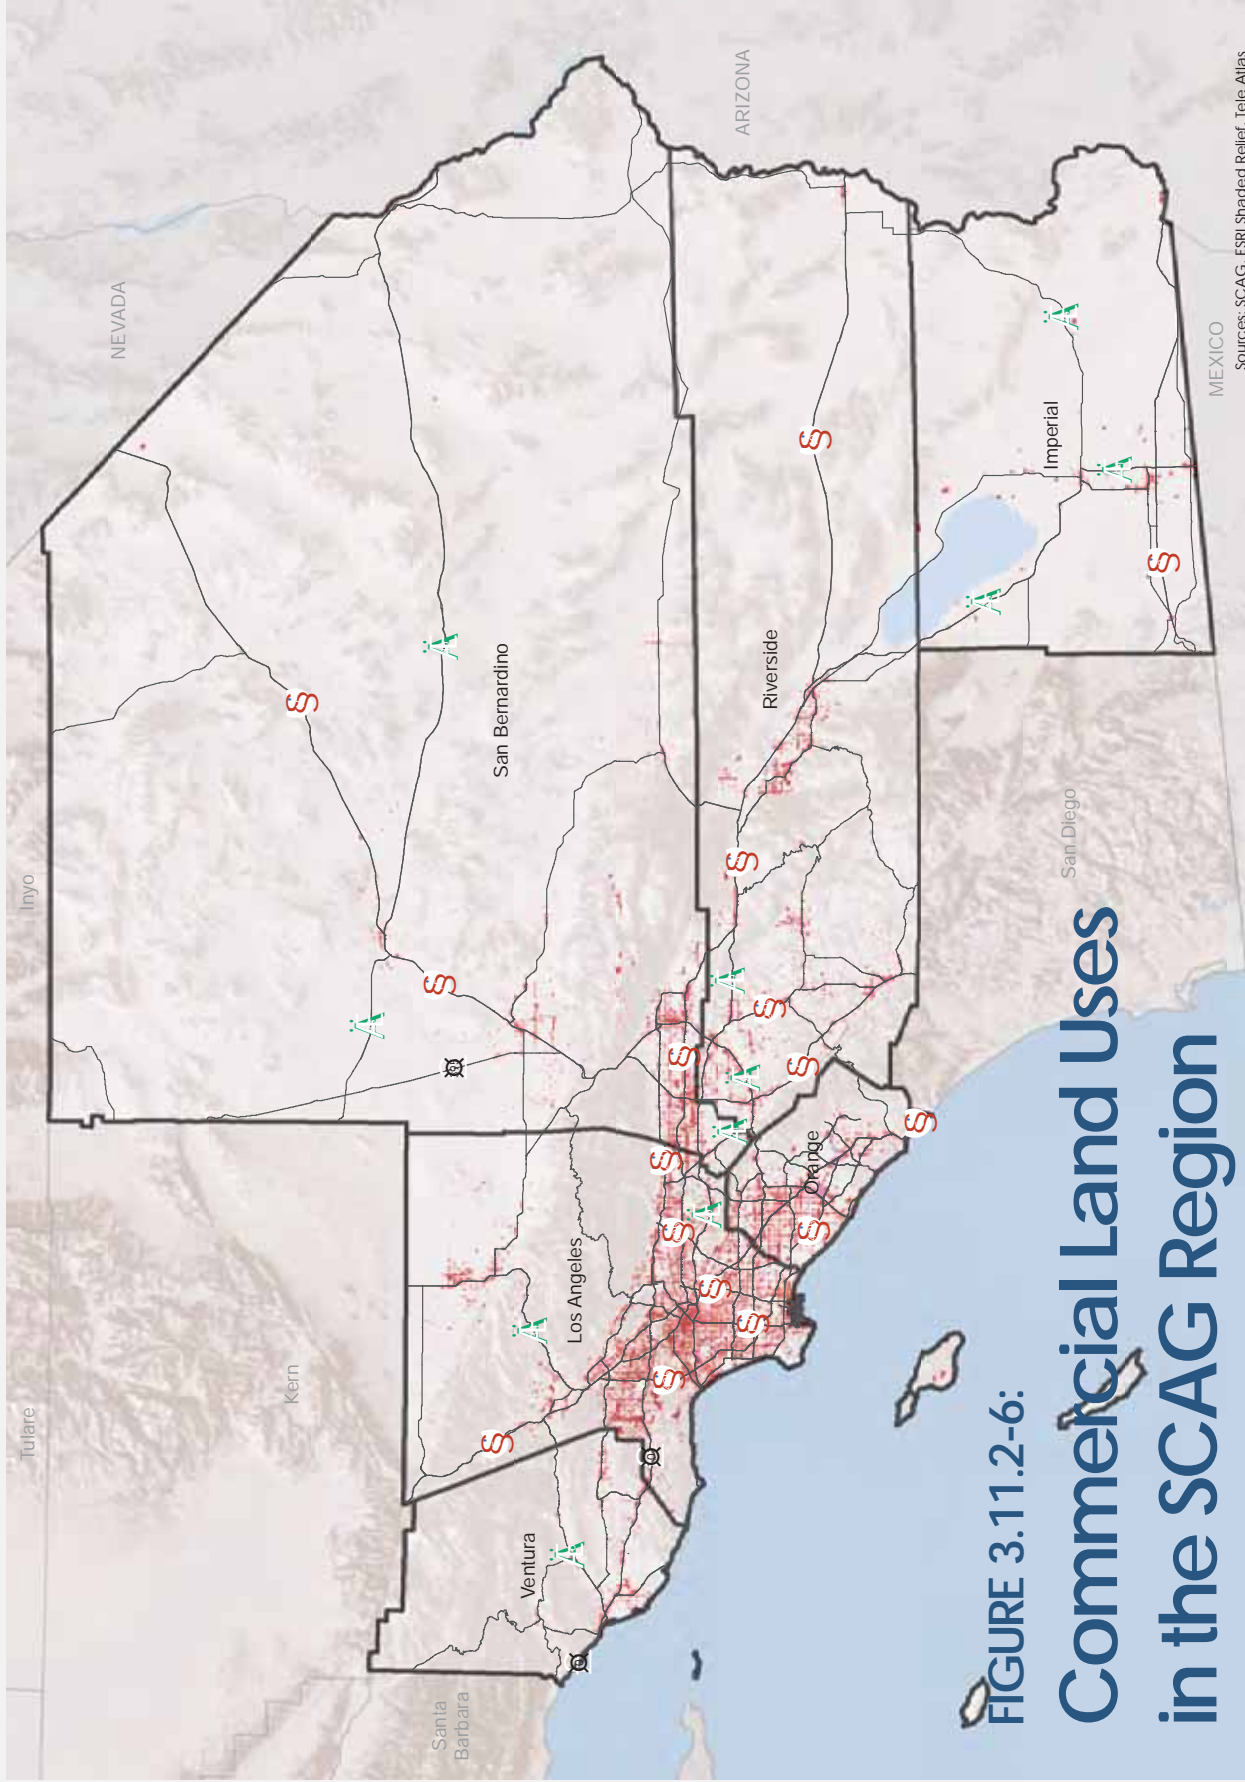 Tulare
Inyo
NEVADA
Kern
ARIZONA
Santa
Barbara
Ventura
Los Angeles
San Bernardino
Orange
Riverside
Imperial
San Diego
MEXICO
FIGURE 3.11.2-6:
Commercial Land Uses
in the SCAG Region
Sources: SCAG, ESRI Shaded Relief, Tele Atlas